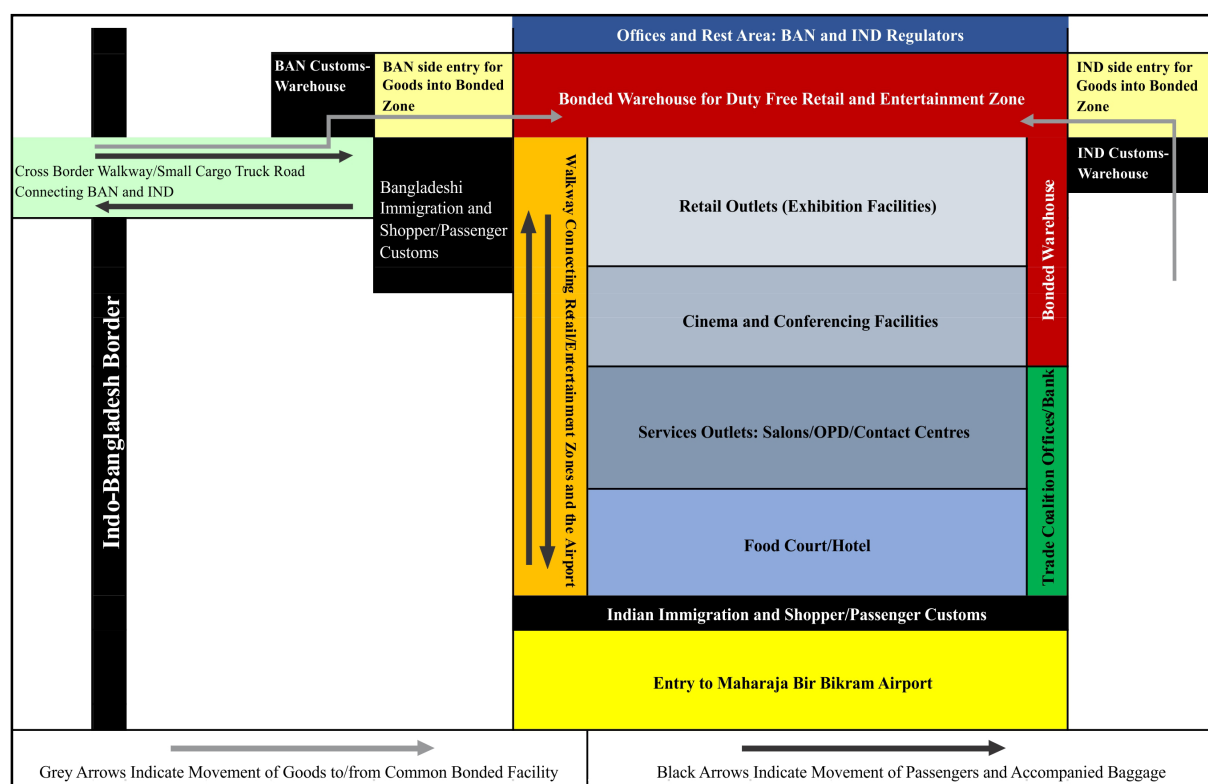 Offices and Rest Area: BAN and IND Regulators
BAN Customs-
Warehouse
BAN side entry for
Goods into Bonded
Zone
Bonded Warehouse for Duty Free Retail and Entertainment Zone
IND side entry for
Goods into Bonded
Zone
Cross Border Walkway/Small Cargo Truck Road
Connecting BAN and IND
Bangladeshi
Immigration and
Shopper/Passenger
Customs
IND Customs-
Warehouse
Indo-Bangladesh Border
Walkway Connecting Retail/Entertainment Zones and the Airport
Retail Outlets (Exhibition Facilities)
Cinema and Conferencing Facilities
Services Outlets: Salons/OPD/Contact Centres
Food Court/Hotel
Bonded Warehouse
Trade Coalition Offices/Bank
Indian Immigration and Shopper/Passenger Customs
Entry to Maharaja Bir Bikram Airport
Grey Arrows Indicate Movement of Goods to/from Common Bonded Facility
Black Arrows Indicate Movement of Passengers and Accompanied Baggage